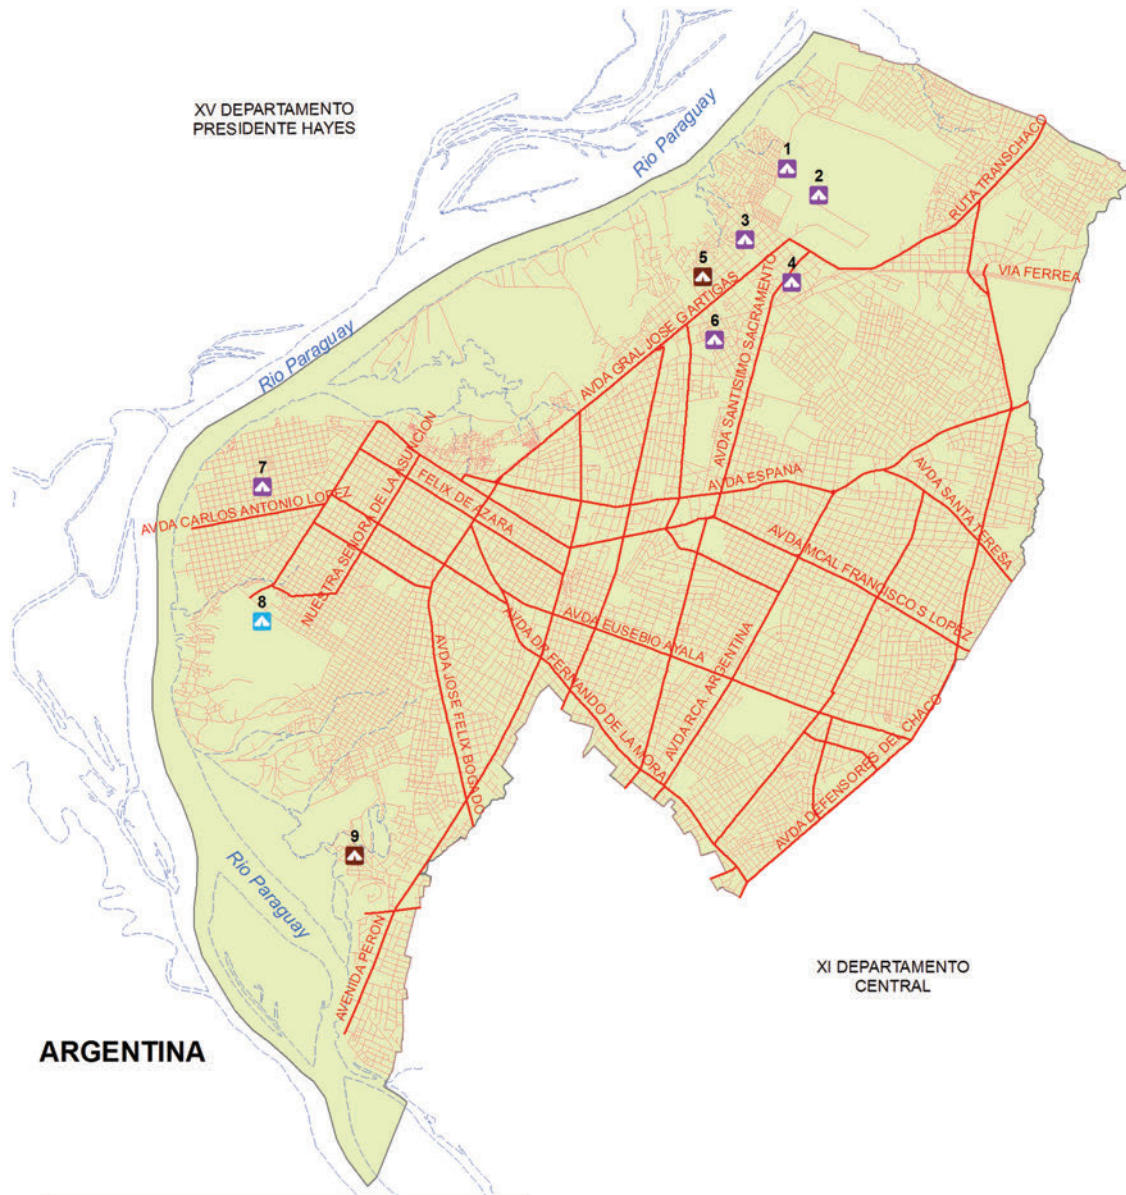 XV DEPARTAMENTO
PRESIDENTE HAYES
Rio Paraguay
RUTA TRANSCHACO
1
2
3
4
5
6
VIA FERREA
AVDA GRAL JOSE G ARTIGAS
AVDA SANTISIMO SACRAMENTO
Rio Paraguay
7
AVDA CARLOS ANTONIO LOPEZ
NUESTRA SEÑORA DE LA ASUNCION
FELIX DE AZARA
AVDA ESPAÑA
AVDA SANTA TERESA
AVDA MCAL FRANCISCO S LOPEZ
8
AVDA EUSEBIO AYALA
AVDA DR FERNANDO DE LA MORA
AVDA RCA. ARGENTINA
AVDA JOSE FELIX BOGADO
AVDA DEFENSORES DEL CHACO
9
Rio Paraguay
AVENIDA PERON
XI DEPARTAMENTO
CENTRAL
ARGENTINA